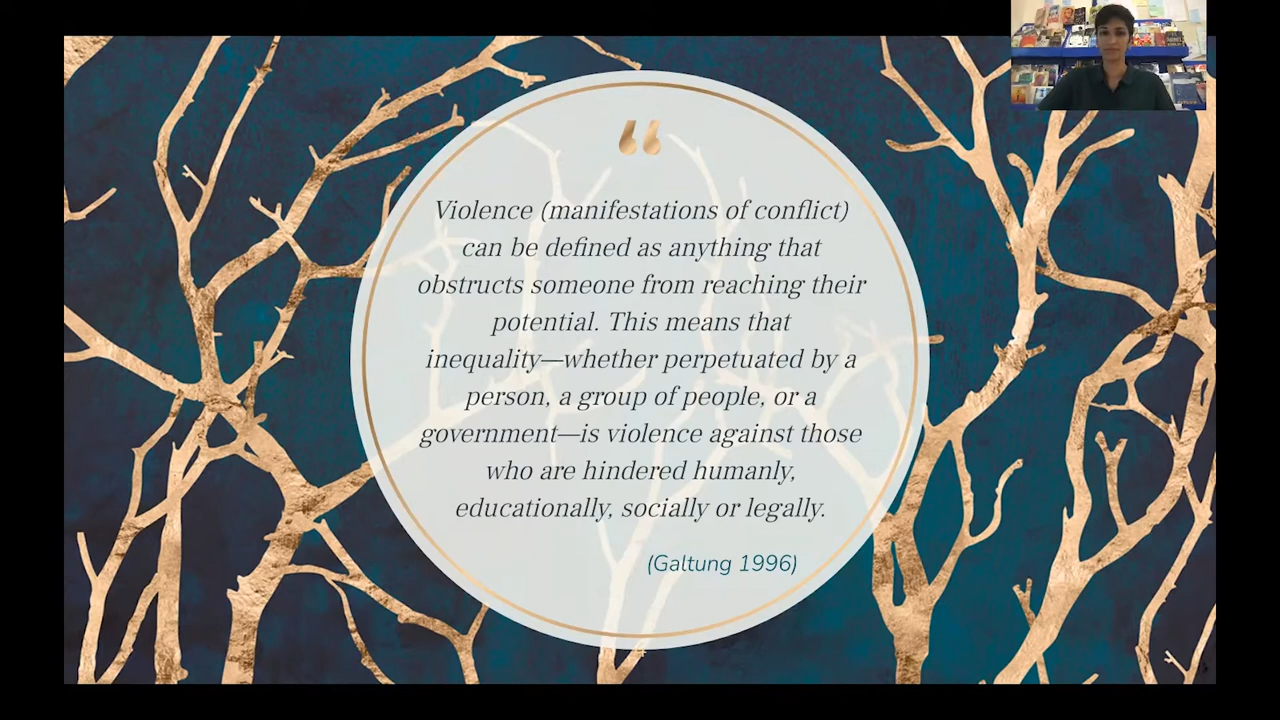 “
Violence (manifestations of conflict)
can be defined as anything that
obstructs someone from reaching their
potential. This means that
inequality—whether perpetuated by a
person, a group of people, or a
government—is violence against those
who are hindered humanly,
educationally, socially or legally.
(Galtung 1996)